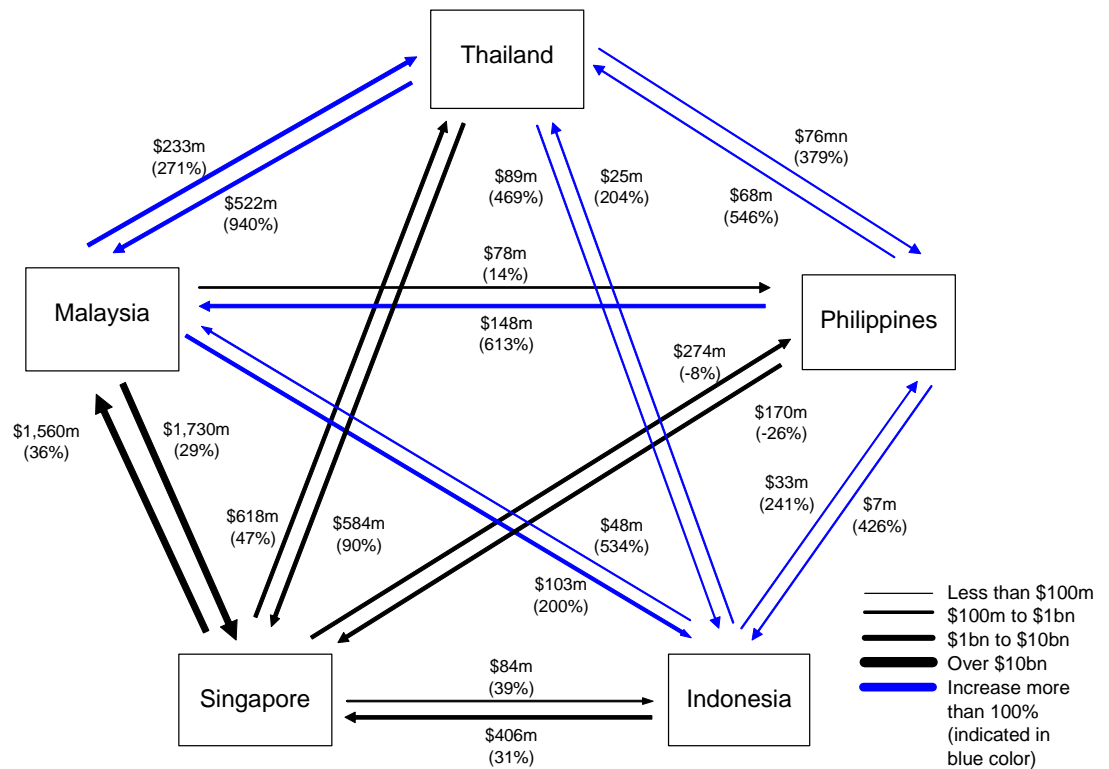 Thailand
$233m
(271%)
$522m
(940%)
$89m
(469%)
$25m
(204%)
$76mn
(379%)
$68m
(546%)
Malaysia
$78m
(14%)
$148m
(613%)
Philippines
$274m
(-8%)
$170m
(-26%)
$1,560m
(36%)
$1,730m
(29%)
$618m
(47%)
$584m
(90%)
$48m
(534%)
$103m
(200%)
$33m
(241%)
$7m
(426%)
Singapore
$84m
(39%)
$406m
(31%)
Indonesia
Less than $100m
$100m to $1bn
$1bn to $10bn
Over $10bn
Increase more
than 100%
(indicated in
blue color)